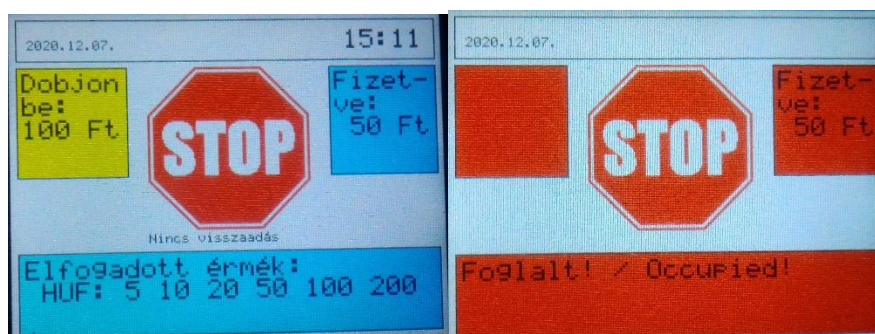 2020.12.07.
15:11
Dobjon
be:
100 Ft
STOP
Fizet-
ve:
50 Ft
Nincs visszaadás
Elfogadott érmék:
HUF: 5 10 20 50 100 200
2020.12.07.
STOP
Fizet-
ve:
50 Ft
Foglalt! / Occupied!